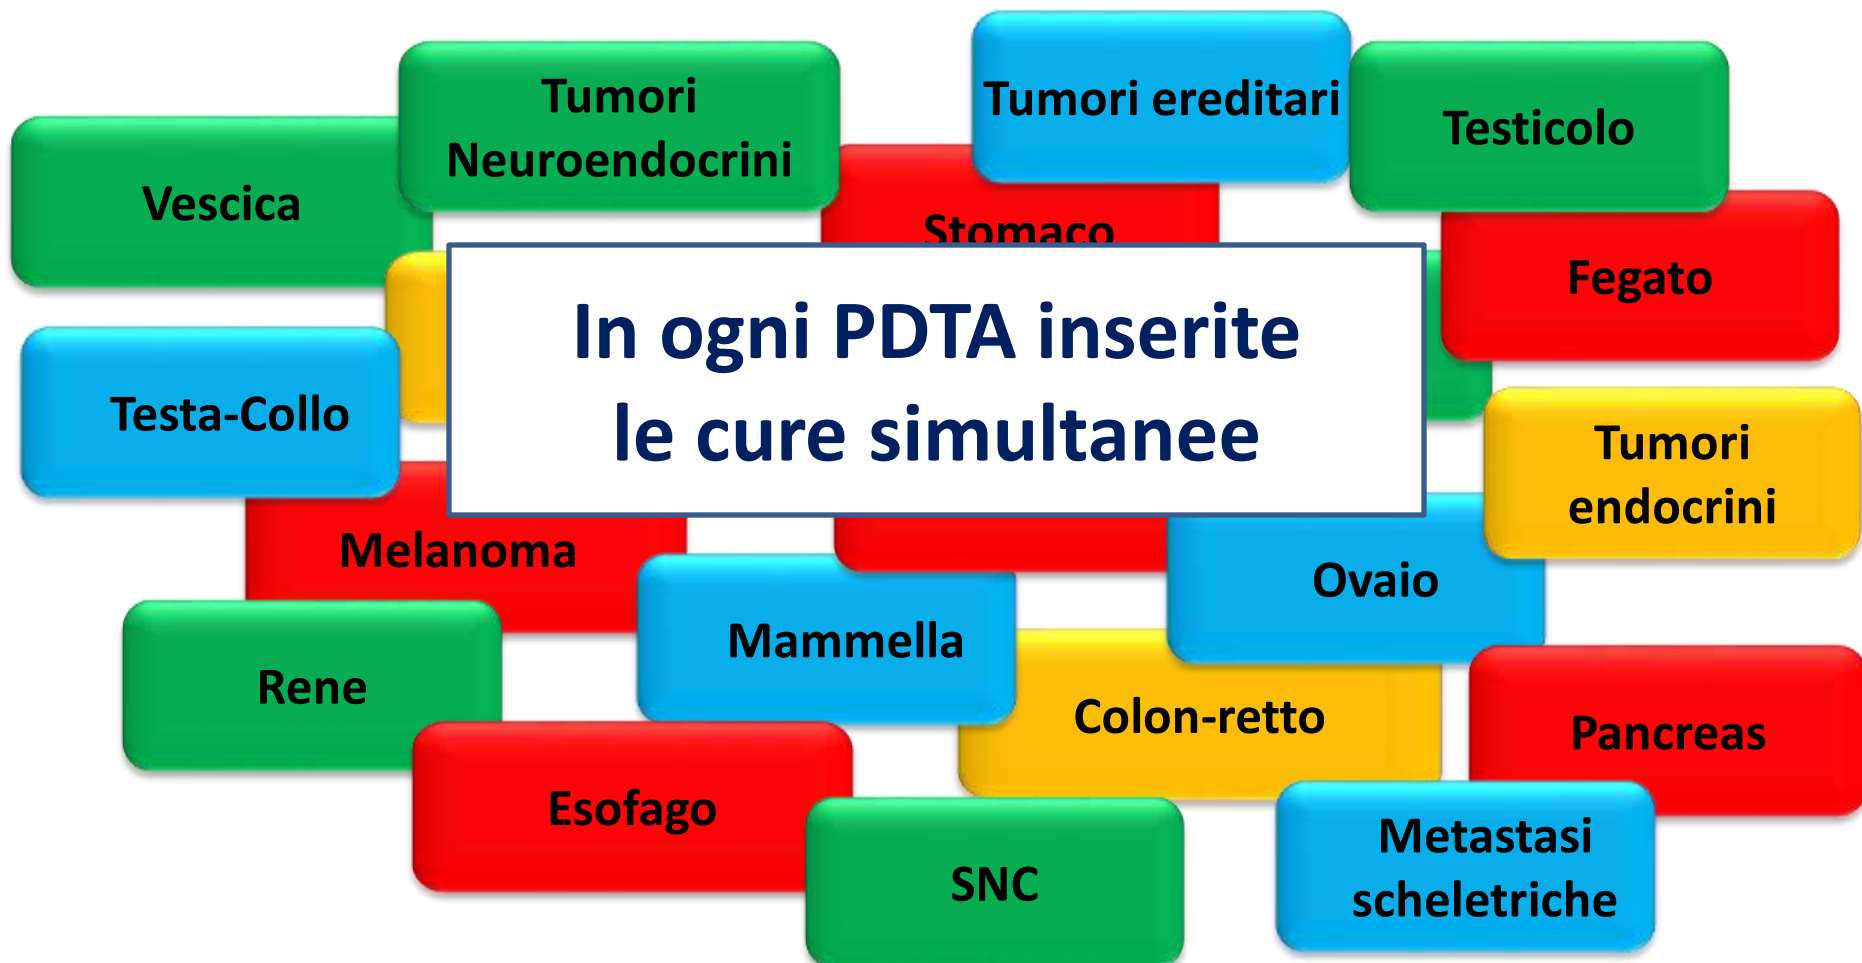 Tumori ereditari
Tumori
Neuroendocrini
Testicolo
Vescica
Stomaco
Fegato
In ogni PDTA inserite
le cure simultanee
Testa-Collo
Tumori
endocrini
Melanoma
Ovaio
Mammella
Rene
Colon-retto
Pancreas
Esofago
SNC
Metastasi
scheletriche